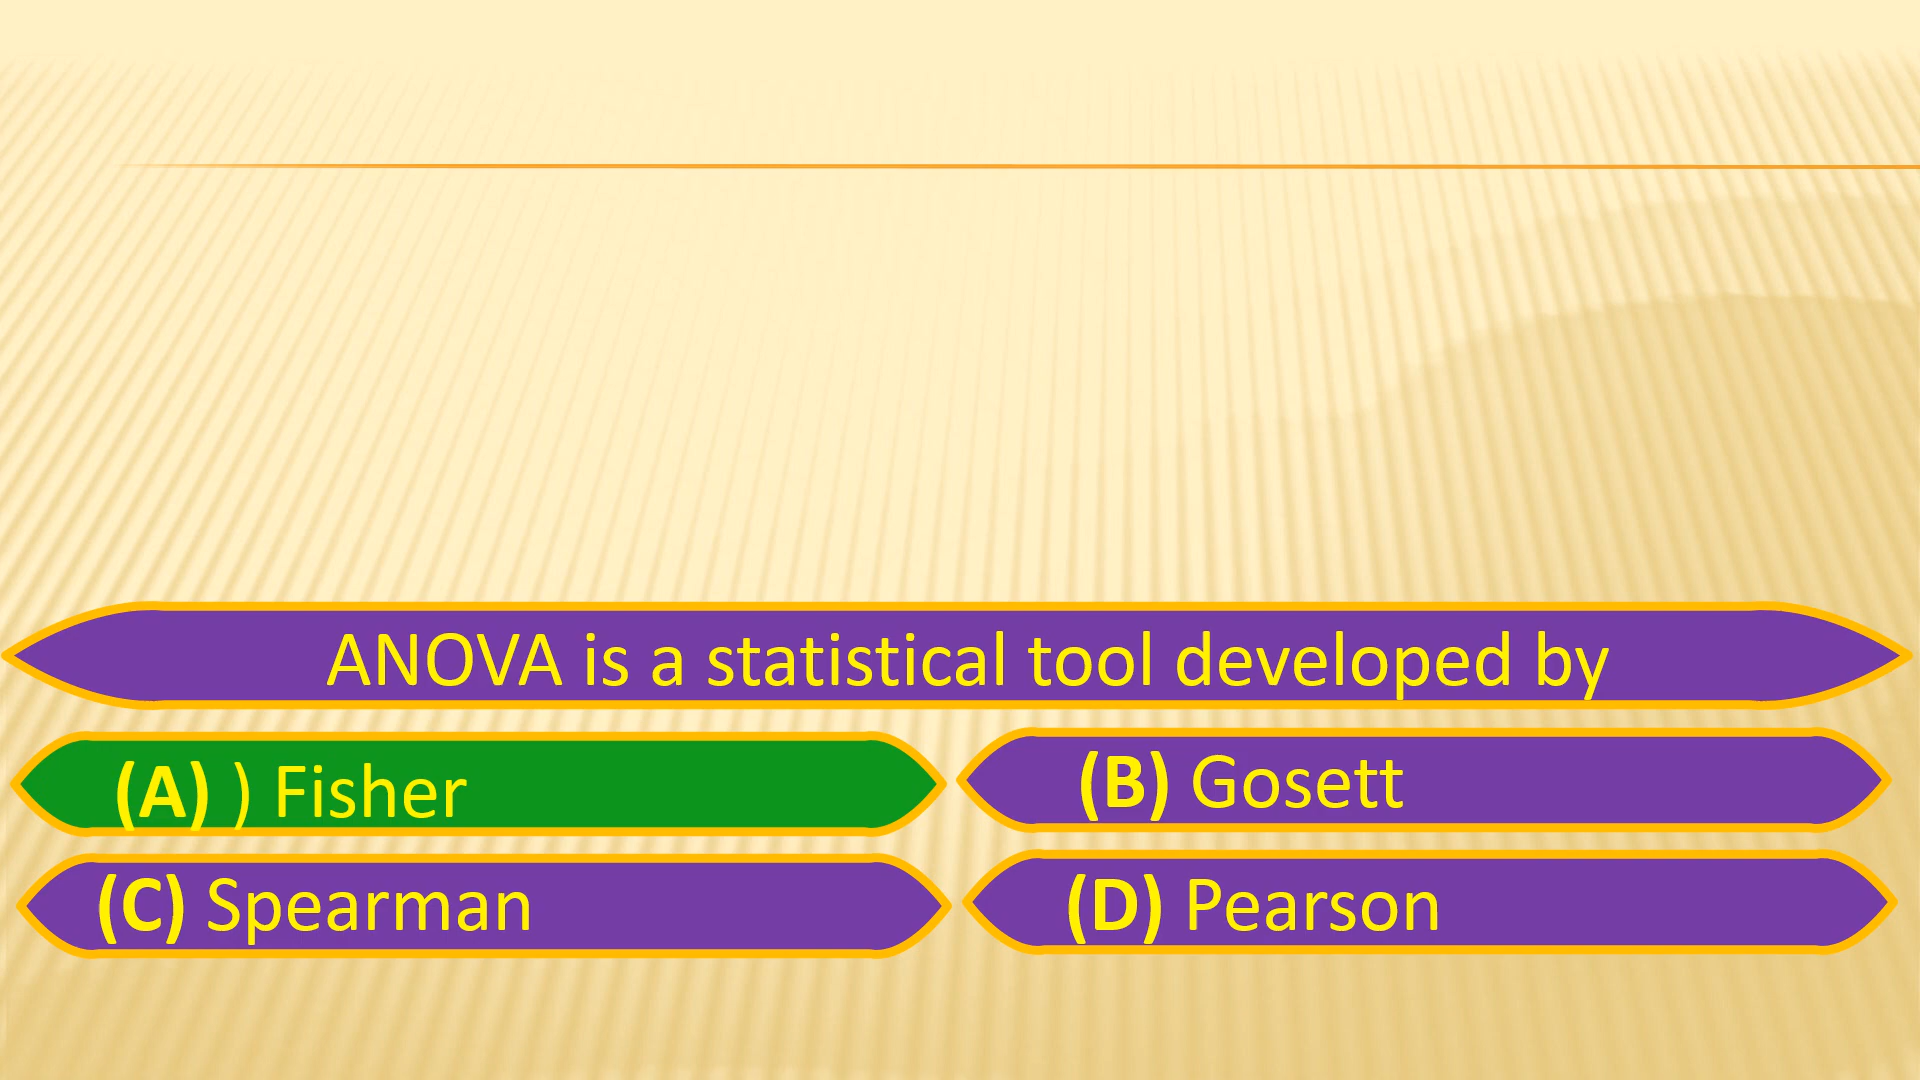 ANOVA is a statistical tool developed by
(A) ) Fisher
(B) Gosett
(C) Spearman
(D) Pearson